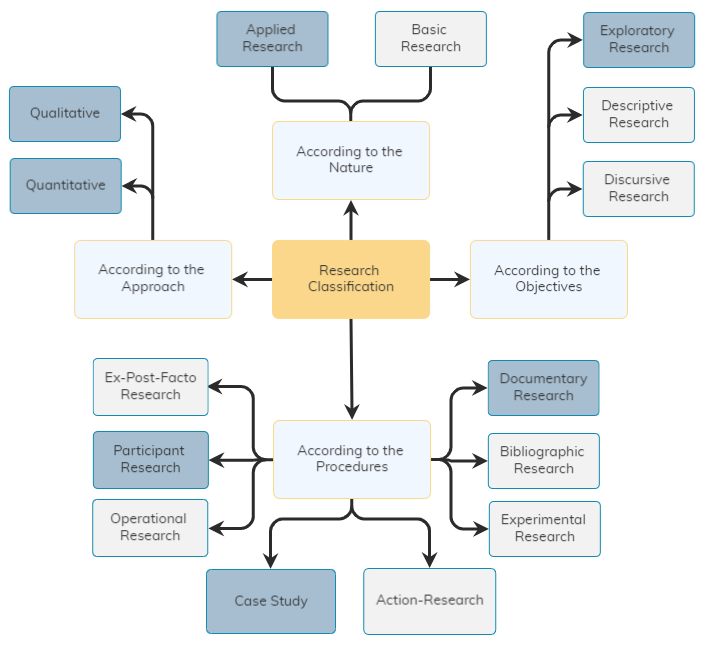 Applied
Research
Basic
Research
Exploratory
Research
Qualitative
Descriptive
Research
According to the
Nature
Quantitative
Discursive
Research
According to the
Approach
Research
Classification
According to the
Objectives
Ex-Post-Facto
Research
Documentary
Research
Participant
Research
According to the
Procedures
Bibliographic
Research
Operational
Research
Experimental
Research
Case Study
Action-Research